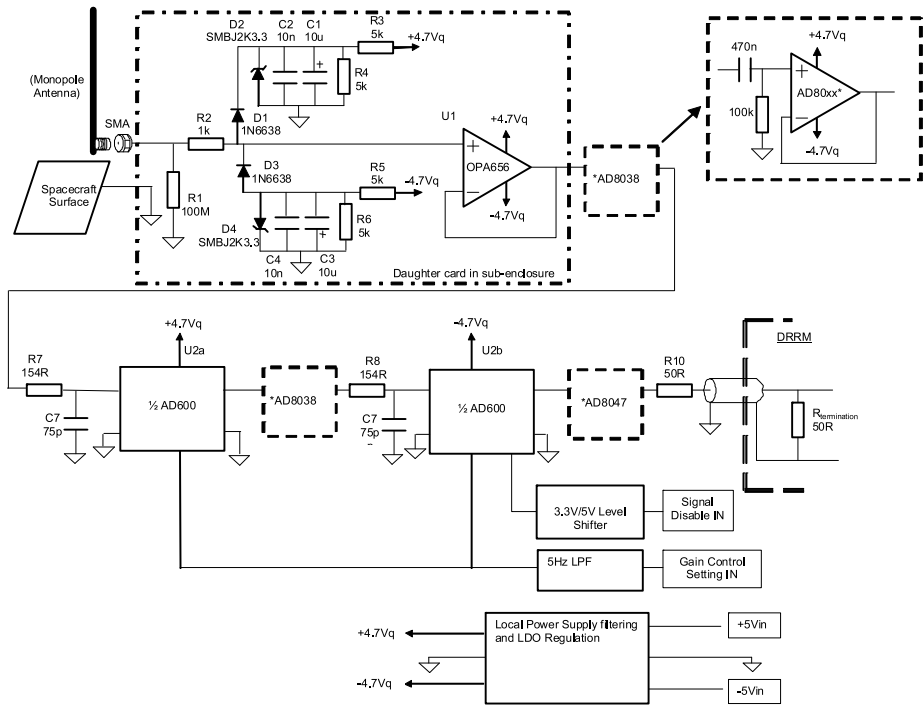 (Monopole
Antenna)
SMA
Spacecraft
Surface
R1
100M
R2
1k
D2
SMBJ2K3.3
C2
10n
C1
10u
+
R3
5k
+4.7Vq
R4
5k
D1
1N6638
D3
1N6638
R5
5k
-4.7Vq
R6
5k
D4
SMBJ2K3.3
+
C4
10n
C3
10u
U1
+4.7Vq
+
OPA656
-
-4.7Vq
Daughter card in sub-enclosure
*AD8038
470n
100k
+4.7Vq
+
AD80xx*
-
-4.7Vq
R7
154R
C7
75p
+4.7Vq
U2a
½ AD600
*AD8038
R8
154R
C7
75p
-4.7Vq
U2b
½ AD600
*AD8047
R10
50R
DRRM
Rtermination
50R
3.3V/5V Level
Shifter
Signal
Disable IN
5Hz LPF
Gain Control
Setting IN
Local Power Supply filtering
and LDO Regulation
+4.7Vq
-4.7Vq
+5Vin
-5Vin